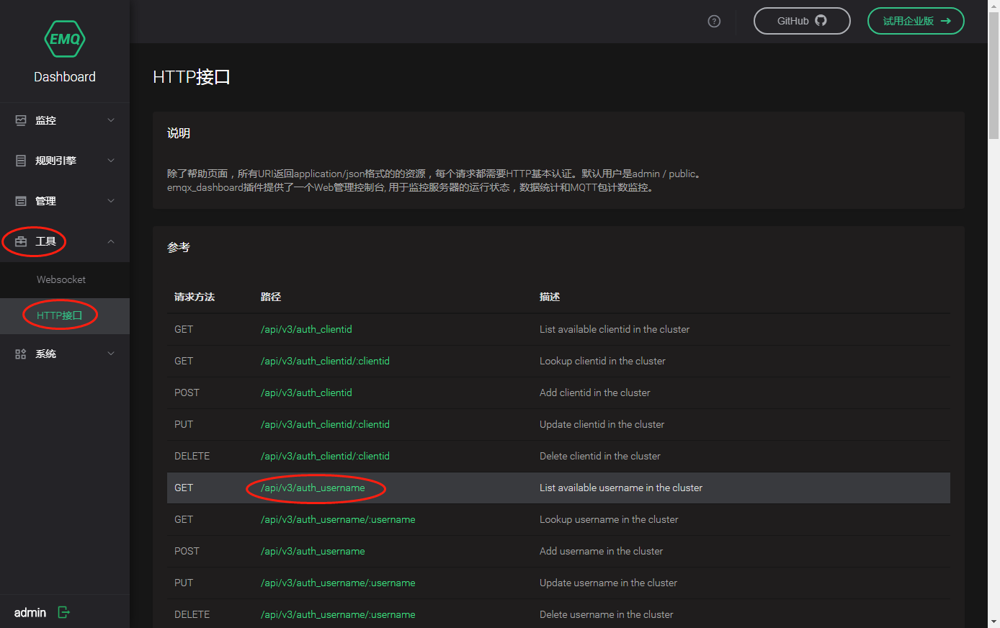 EMQ
Dashboard
监控
规则引擎
管理
工具
Websocket
HTTP接口
系统
admin
?
GitHub
试用企业版
HTTP接口
说明
除了帮助页面，所有URI返回application/json格式的的资源，每个请求都需要HTTP基本认证。默认用户是admin / public。
emqx_dashboard插件提供了一个Web管理控制台, 用于监控服务器的运行状态，数据统计和MQTT包计数监控。
参考
请求方法 路径 描述
GET /api/v3/auth_clientid List available clientid in the cluster
GET /api/v3/auth_clientid/:clientid Lookup clientid in the cluster
POST /api/v3/auth_clientid Add clientid in the cluster
PUT /api/v3/auth_clientid/:clientid Update clientid in the cluster
DELETE /api/v3/auth_clientid/:clientid Delete clientid in the cluster
GET /api/v3/auth_username List available username in the cluster
GET /api/v3/auth_username/:username Lookup username in the cluster
POST /api/v3/auth_username Add username in the cluster
PUT /api/v3/auth_username/:username Update username in the cluster
DELETE /api/v3/auth_username/:username Delete username in the cluster